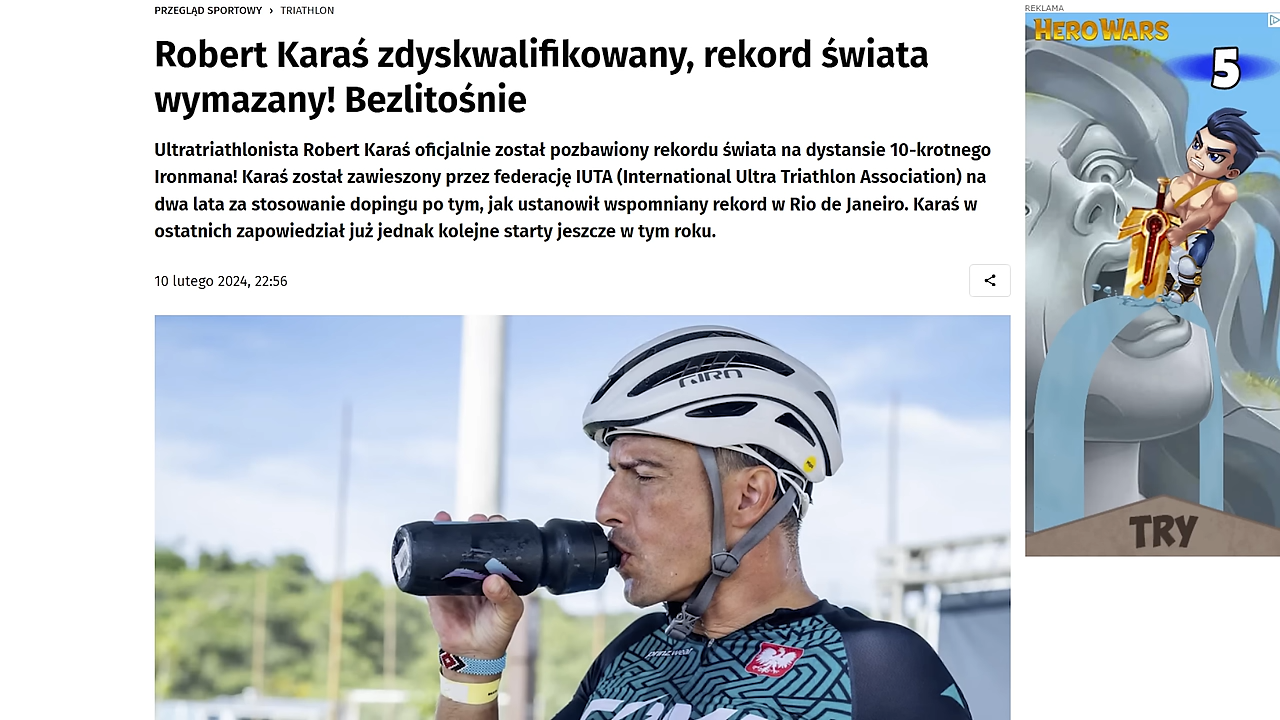 PRZEGLĄD SPORTOWY › TRIATHLON
Robert Karaś zdyskwalifikowany, rekord świata
wymazany! Bezlitośnie
Ultratriathlonista Robert Karaś oficjalnie został pozbawiony rekordu świata na dystansie 10-krotnego
Ironmana! Karaś został zawieszony przez federację IUTA (International Ultra Triathlon Association) na
dwa lata za stosowanie dopingu po tym, jak ustanowił wspomniany rekord w Rio de Janeiro. Karaś w
ostatnich zapowiedział już jednak kolejne starty jeszcze w tym roku.
10 lutego 2024, 22:56
GIRO
REKLAMA
HERO WARS
5
TRY